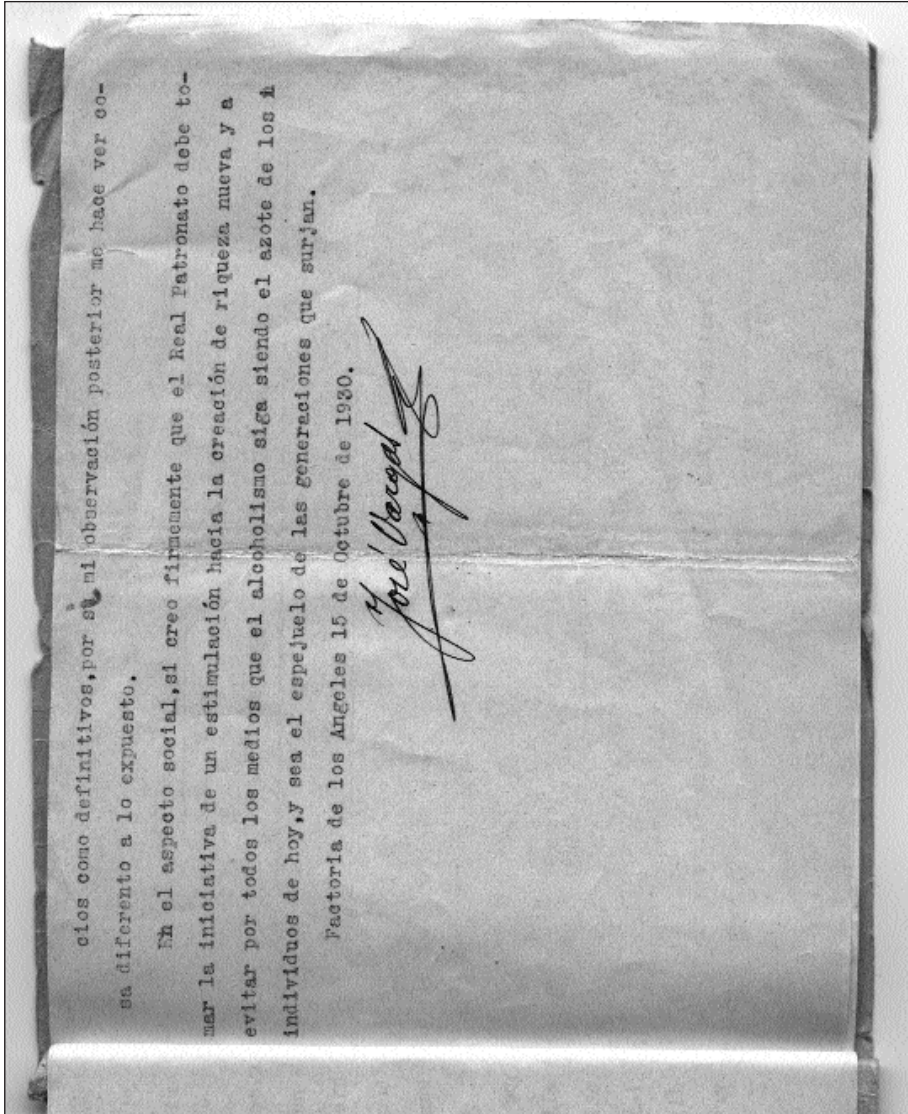 cios como definitivos,por mi observación posterior me hace ver co-
sa diferento a lo expuesto.
En el aspecto social,si creo firmemente que el Real Patronato debe to-
mar la iniciativa de un estimulación hacia la creación de riqueza nueva y a
evitar por todos los medios que el alcoholismo siga siendo el azote de los i
individuos de hoy,y sea el espejuelo de las generaciones que surjan.
Factoria de los Angeles 15 de Octubre de 1930.
José Vargas